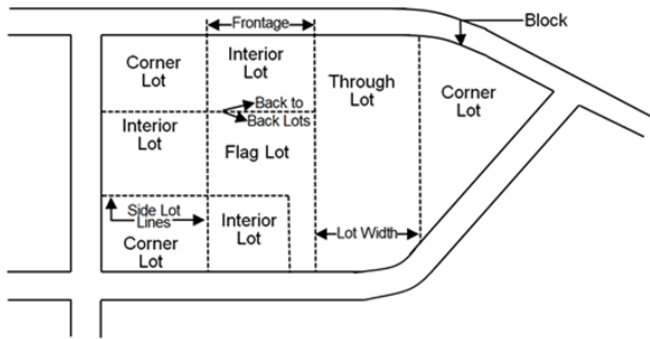 Frontage
Block
Corner
Lot
Interior
Lot
Through
Lot
Corner
Lot
Back to
Back Lots
Interior
Lot
Flag Lot
Side Lot
Lines
Interior
Lot
Lot Width
Corner
Lot